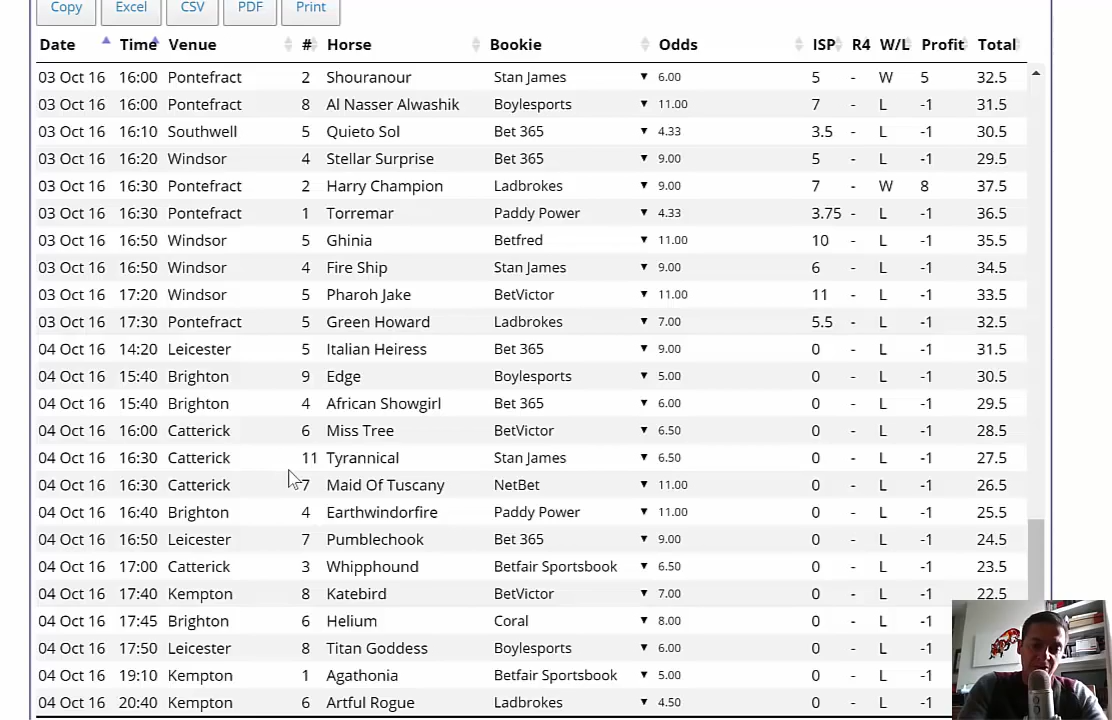 Copy Excel CSV PDF Print
Date Time Venue # Horse Bookie Odds ISP R4 W/L Profit Total
03 Oct 16 16:00 Pontefract 2 Shouranour Stan James ▼ 6.00 5 - W 5 32.5
03 Oct 16 16:00 Pontefract 8 Al Nasser Alwashik Boylesports ▼ 11.00 7 - L -1 31.5
03 Oct 16 16:10 Southwell 5 Quieto Sol Bet 365 ▼ 4.33 3.5 - L -1 30.5
03 Oct 16 16:20 Windsor 4 Stellar Surprise Bet 365 ▼ 9.00 5 - L -1 29.5
03 Oct 16 16:30 Pontefract 2 Harry Champion Ladbrokes ▼ 9.00 7 - W 8 37.5
03 Oct 16 16:30 Pontefract 1 Torremar Paddy Power ▼ 4.33 3.75 - L -1 36.5
03 Oct 16 16:50 Windsor 5 Ghinia Betfred ▼ 11.00 10 - L -1 35.5
03 Oct 16 16:50 Windsor 4 Fire Ship Stan James ▼ 9.00 6 - L -1 34.5
03 Oct 16 17:20 Windsor 5 Pharoh Jake BetVictor ▼ 11.00 11 - L -1 33.5
03 Oct 16 17:30 Pontefract 5 Green Howard Ladbrokes ▼ 7.00 5.5 - L -1 32.5
04 Oct 16 14:20 Leicester 5 Italian Heiress Bet 365 ▼ 9.00 0 - L -1 31.5
04 Oct 16 15:40 Brighton 9 Edge Boylesports ▼ 5.00 0 - L -1 30.5
04 Oct 16 15:40 Brighton 4 African Showgirl Bet 365 ▼ 6.00 0 - L -1 29.5
04 Oct 16 16:00 Catterick 6 Miss Tree BetVictor ▼ 6.50 0 - L -1 28.5
04 Oct 16 16:30 Catterick 11 Tyrannical Stan James ▼ 6.50 0 - L -1 27.5
04 Oct 16 16:30 Catterick 7 Maid Of Tuscany NetBet ▼ 11.00 0 - L -1 26.5
04 Oct 16 16:40 Brighton 4 Earthwindorfire Paddy Power ▼ 11.00 0 - L -1 25.5
04 Oct 16 16:50 Leicester 7 Pumblechook Bet 365 ▼ 9.00 0 - L -1 24.5
04 Oct 16 17:00 Catterick 3 Whipphound Betfair Sportsbook ▼ 6.50 0 - L -1 23.5
04 Oct 16 17:40 Kempton 8 Katebird BetVictor ▼ 7.00 0 - L -1 22.5
04 Oct 16 17:45 Brighton 6 Helium Coral ▼ 8.00 0 - L -1
04 Oct 16 17:50 Leicester 8 Titan Goddess Boylesports ▼ 6.00 0 - L -1
04 Oct 16 19:10 Kempton 1 Agathonia Betfair Sportsbook ▼ 5.00 0 - L -1
04 Oct 16 20:40 Kempton 6 Artful Rogue Ladbrokes ▼ 4.50 0 - L -1